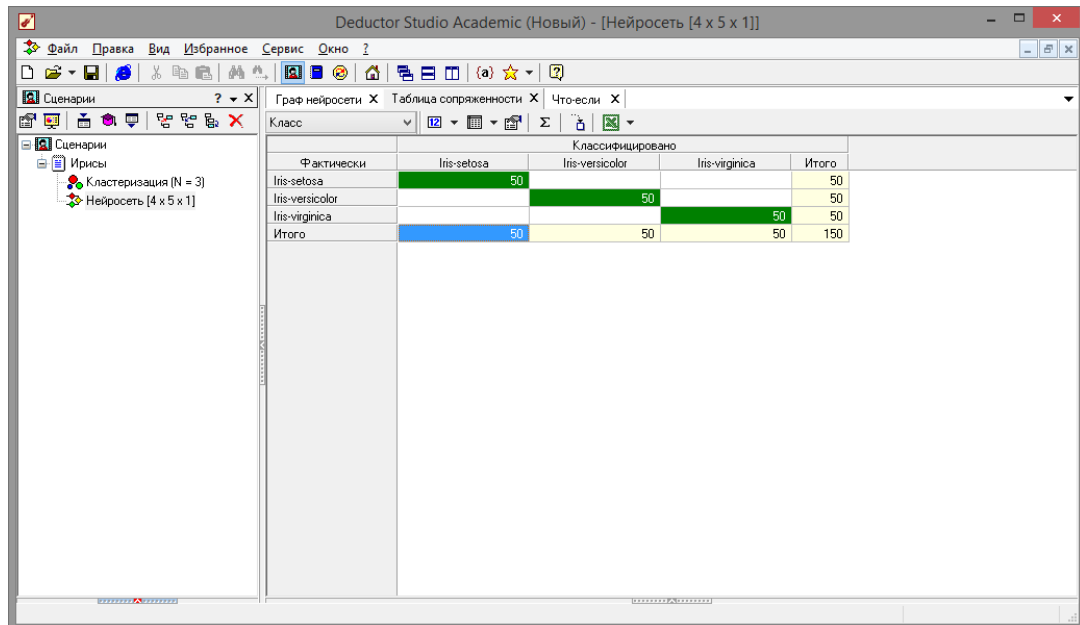 Deductor Studio Academic (Новый) - [Нейросеть [4 x 5 x 1]]
Файл Правка Вид Избранное Сервис Окно ?
Сценарии ?
Граф нейросети X Таблица сопряженности X Что-если X
Класс
Сценарии
Ирисы
Кластеризация (N = 3)
Нейросеть [4 x 5 x 1]
Классифицировано
Фактически Iris-setosa Iris-versicolor Iris-virginica Итого
Iris-setosa 50 50
Iris-versicolor 50 50
Iris-virginica 50 50
Итого 50 50 50 150